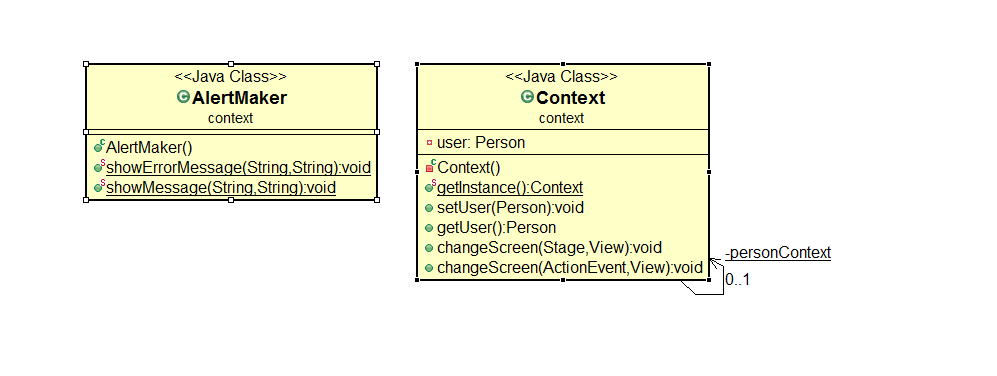 <<Java Class>>
AlertMaker
context
AlertMaker()
showErrorMessage(String,String):void
showMessage(String,String):void
<<Java Class>>
Context
context
user: Person
Context()
getInstance():Context
setUser(Person):void
getUser():Person
changeScreen(Stage,View):void
changeScreen(ActionEvent,View):void
-personContext
0..1